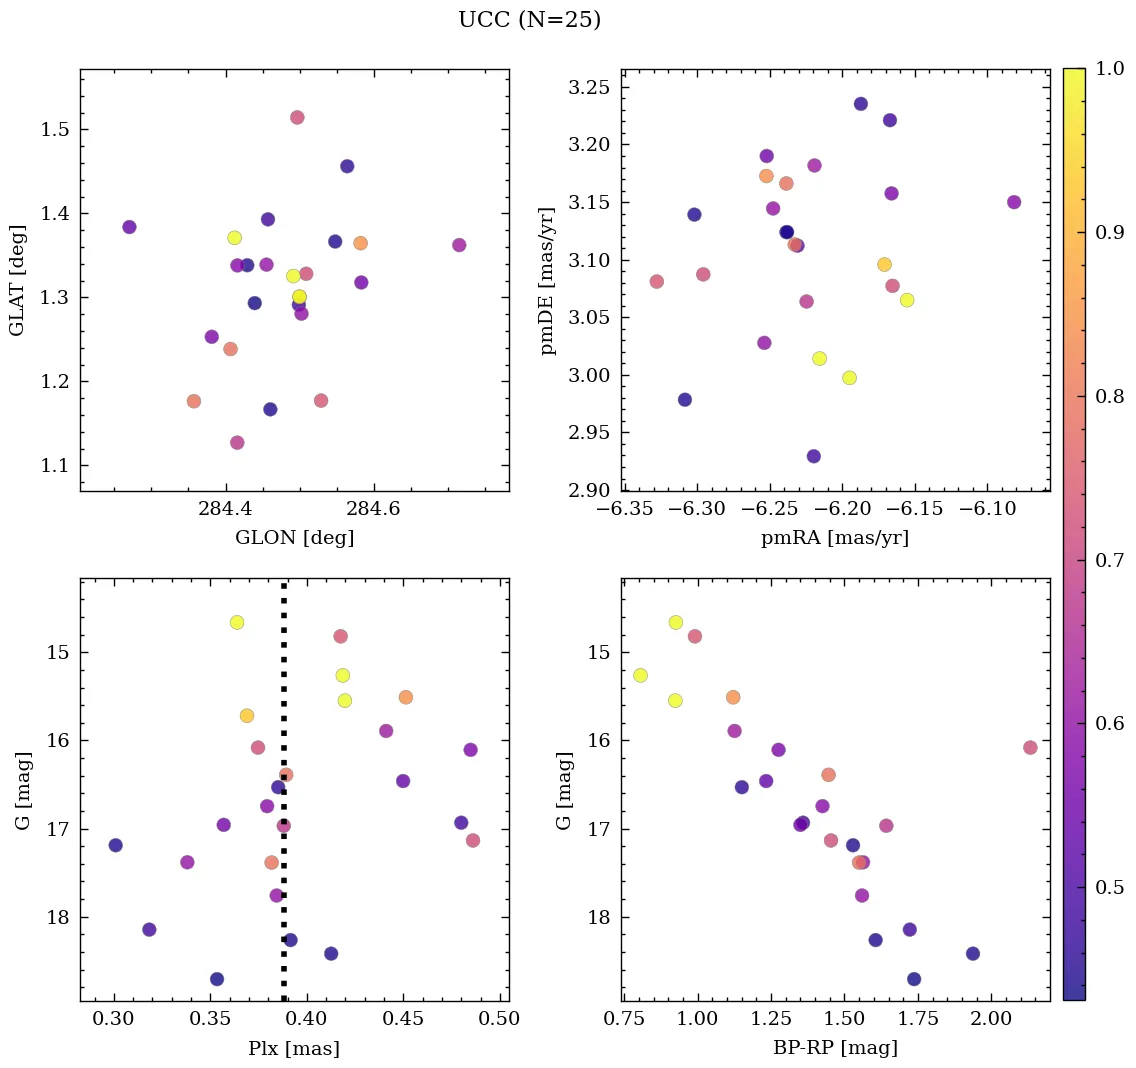 UCC (N=25)
1.5
1.4
1.3
1.2
1.1
GLAT [deg]
284.4 284.6
GLON [deg]
3.25
3.20
3.15
3.10
3.05
3.00
2.95
2.90
pmDE [mas/yr]
−6.35 −6.30 −6.25 −6.20 −6.15 −6.10
pmRA [mas/yr]
15
16
17
18
G [mag]
0.30 0.35 0.40 0.45 0.50
Plx [mas]
15
16
17
18
G [mag]
0.75 1.00 1.25 1.50 1.75 2.00
BP-RP [mag]
1.0
0.9
0.8
0.7
0.6
0.5